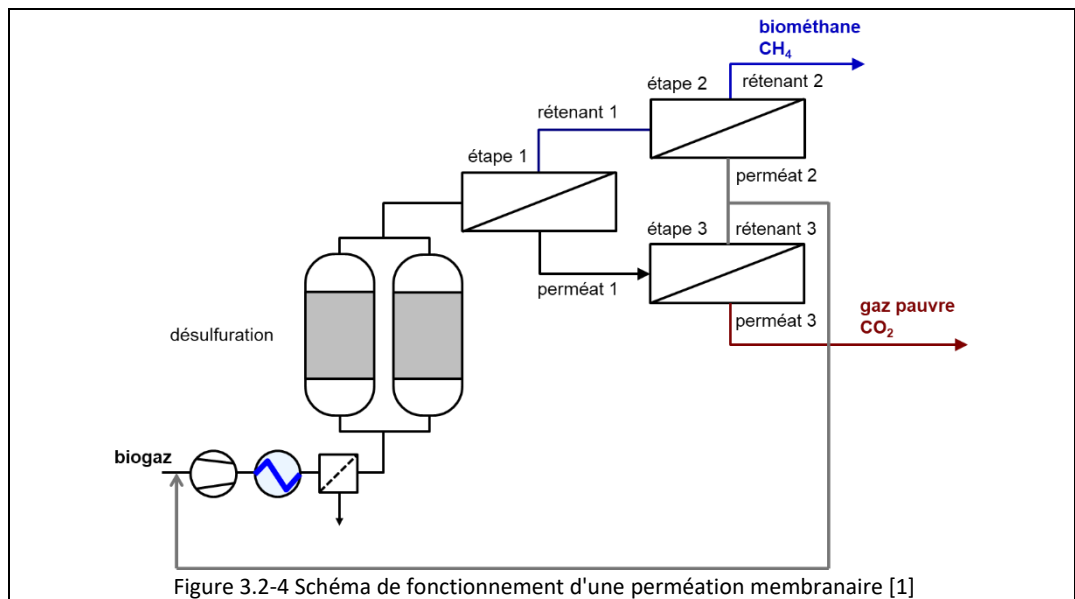 biométhane
CH4
étape 2
rétenant 2
rétenant 1
étape 1
perméat 2
étape 3
rétenant 3
perméat 1
gaz pauvre
CO2
perméat 3
désulfuration
biogaz
Figure 3.2-4 Schéma de fonctionnement d'une perméation membranaire [1]